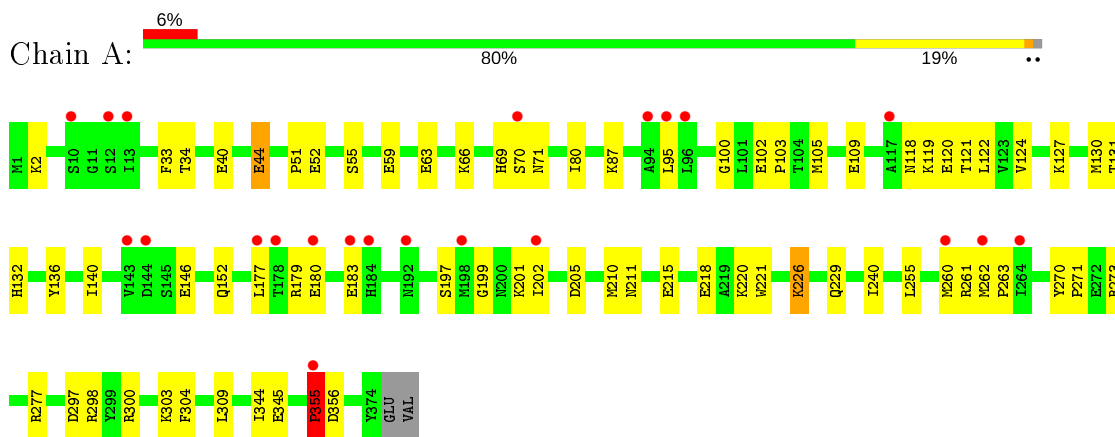 6%
Chain A:
80%
19%
M1 K2 S10 G11 S12 I13 F33 T34 E40 E44 P51 E52 S55 E59 E63 K66 H69 S70 N71 I80 K87 A94 L95 L96 G100 L101 E102 P103 T104 M105 E109 A117 N118 K119 E120 T121 L122 V123 V124 K127 M130 T131
H132 Y136 I140 V143 D144 S145 E146 Q152 L177 T178 R179 E180 E183 H184 N192 S197 M198 G199 N200 K201 I202 D205 M210 N211 E215 E218 A219 K220 W221 K226 Q229 I240 L255 M260 R261 M262 P263 I264 Y270 P271 E272
R277 D297 R298 Y299 R300 K303 F304 L309 I344 E345 P355 D356 Y374 GLU VAL